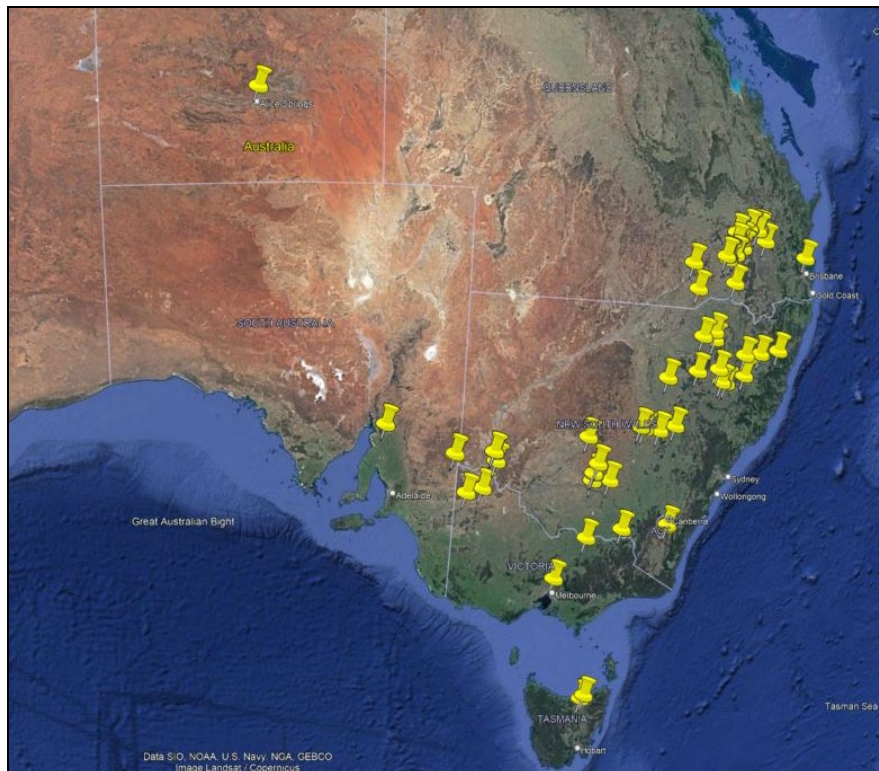 QUEENSLAND
Alice Springs
Australia
Brisbane
Gold Coast
SOUTH AUSTRALIA
NEW SOUTH WALES
Sydney
Adelaide
Wollongong
Great Australian Bight
Canberra
VICTORIA
Melbourne
Tasman Sea
TASMANIA
Hobart
Data SIO, NOAA, U.S. Navy, NGA, GEBCO
Image Landsat / Copernicus